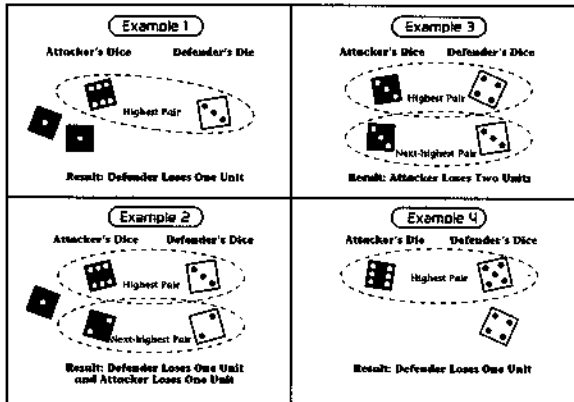 Example 1
Attacker's Dice Defender's Die
Highest Pair
Result: Defender Loses One Unit
Example 3
Attacker's Dice Defender's Dice
Highest Pair
Next-highest Pair
Result: Attacker Loses Two Units
Example 2
Attacker's Dice Defender's Dice
Highest Pair
Next-highest Pair
Result: Defender Loses One Unit
and Attacker Loses One Unit
Example 4
Attacker's Die Defender's Dice
Highest Pair
Result: Defender Loses One Unit